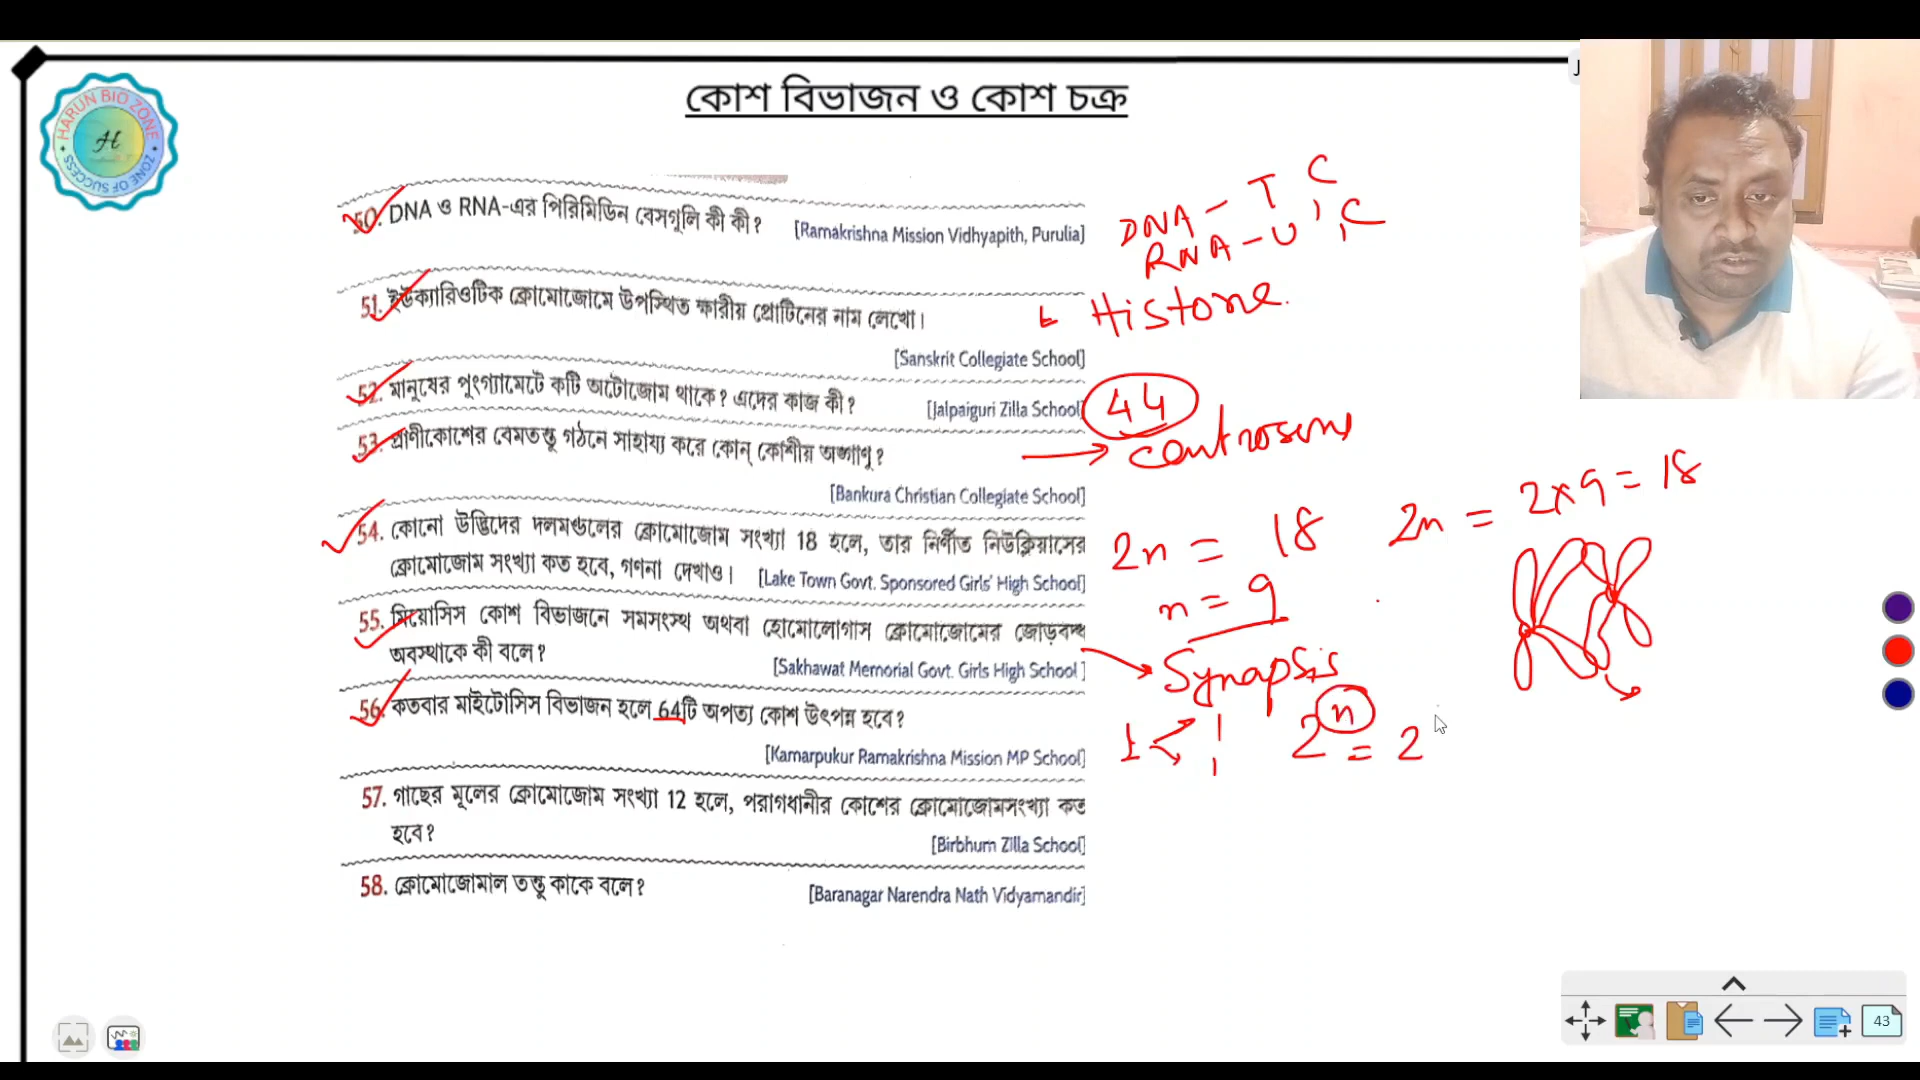 কোশ বিভাজন ও কোশ চক্র
HARUN BIO ZONE
H
ZONE OF SUCCESS
J
50. DNA ও RNA-এর পিরিমিডিন বেসগুলি কী কী?
[Ramakrishna Mission Vidhyapith, Purulia]
DNA - T, C
RNA - U, C
51. ইউক্যারিওটিক ক্রোমোজোমে উপস্থিত ক্ষারীয় প্রোটিনের নাম লেখো।
Histone.
[Sanskrit Collegiate School]
52. মানুষের পুংগ্যামেটে কটি অটোজোম থাকে? এদের কাজ কী?
[Jalpaiguri Zilla School]
44
53. প্রাণীকোশের বেমতন্তু গঠনে সাহায্য করে কোন্ কোশীয় অঙ্গাণু?
[Bankura Christian Collegiate School]
54. কোনো উদ্ভিদের দলমণ্ডলের ক্রোমোজোম সংখ্যা 18 হলে, তার নির্ণীত নিউক্লিয়াসের
ক্রোমোজোম সংখ্যা কত হবে, গণনা দেখাও।
[Lake Town Govt. Sponsored Girls' High School]
2n = 18
n = 9
2n = 2x9 = 18
55. মিয়োসিস কোশ বিভাজনে সমসংস্থ অথবা হোমোলোগাস ক্রোমোজোমের জোড়বদ্ধ
অবস্থাকে কী বলে?
[Sakhawat Memorial Govt. Girls High School ]
Synapsis
56. কতবার মাইটোসিস বিভাজন হলে 64টি অপত্য কোশ উৎপন্ন হবে?
[Kamarpukur Ramakrishna Mission MP School]
1 1
1
2n = 2
57. গাছের মূলের ক্রোমোজোম সংখ্যা 12 হলে, পরাগধানীর কোশের ক্রোমোজোমসংখ্যা কত
হবে?
[Birbhum Zilla School]
58. ক্রোমোজোমাল তন্তু কাকে বলে?
[Baranagar Narendra Nath Vidyamandir]
43